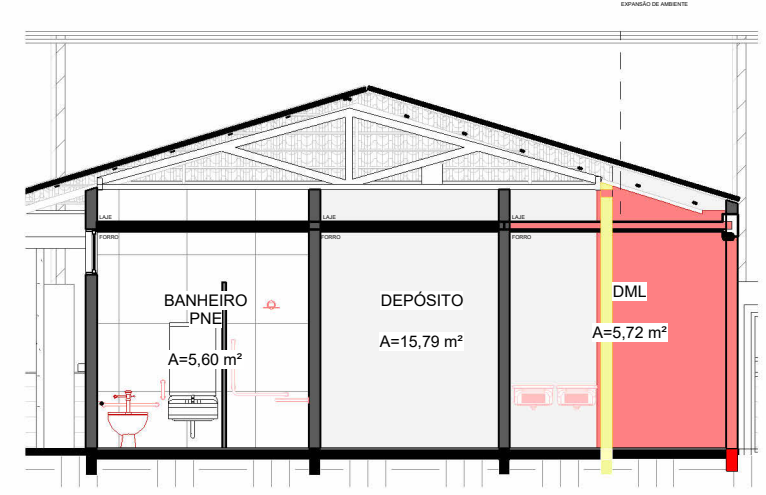 EXPANSÃO DE AMBIENTE
LAJE
LAJE
LAJE
FORRO
FORRO
FORRO
BANHEIRO
PNE
A=5,60 m²
DEPÓSITO
A=15,79 m²
DML
A=5,72 m²